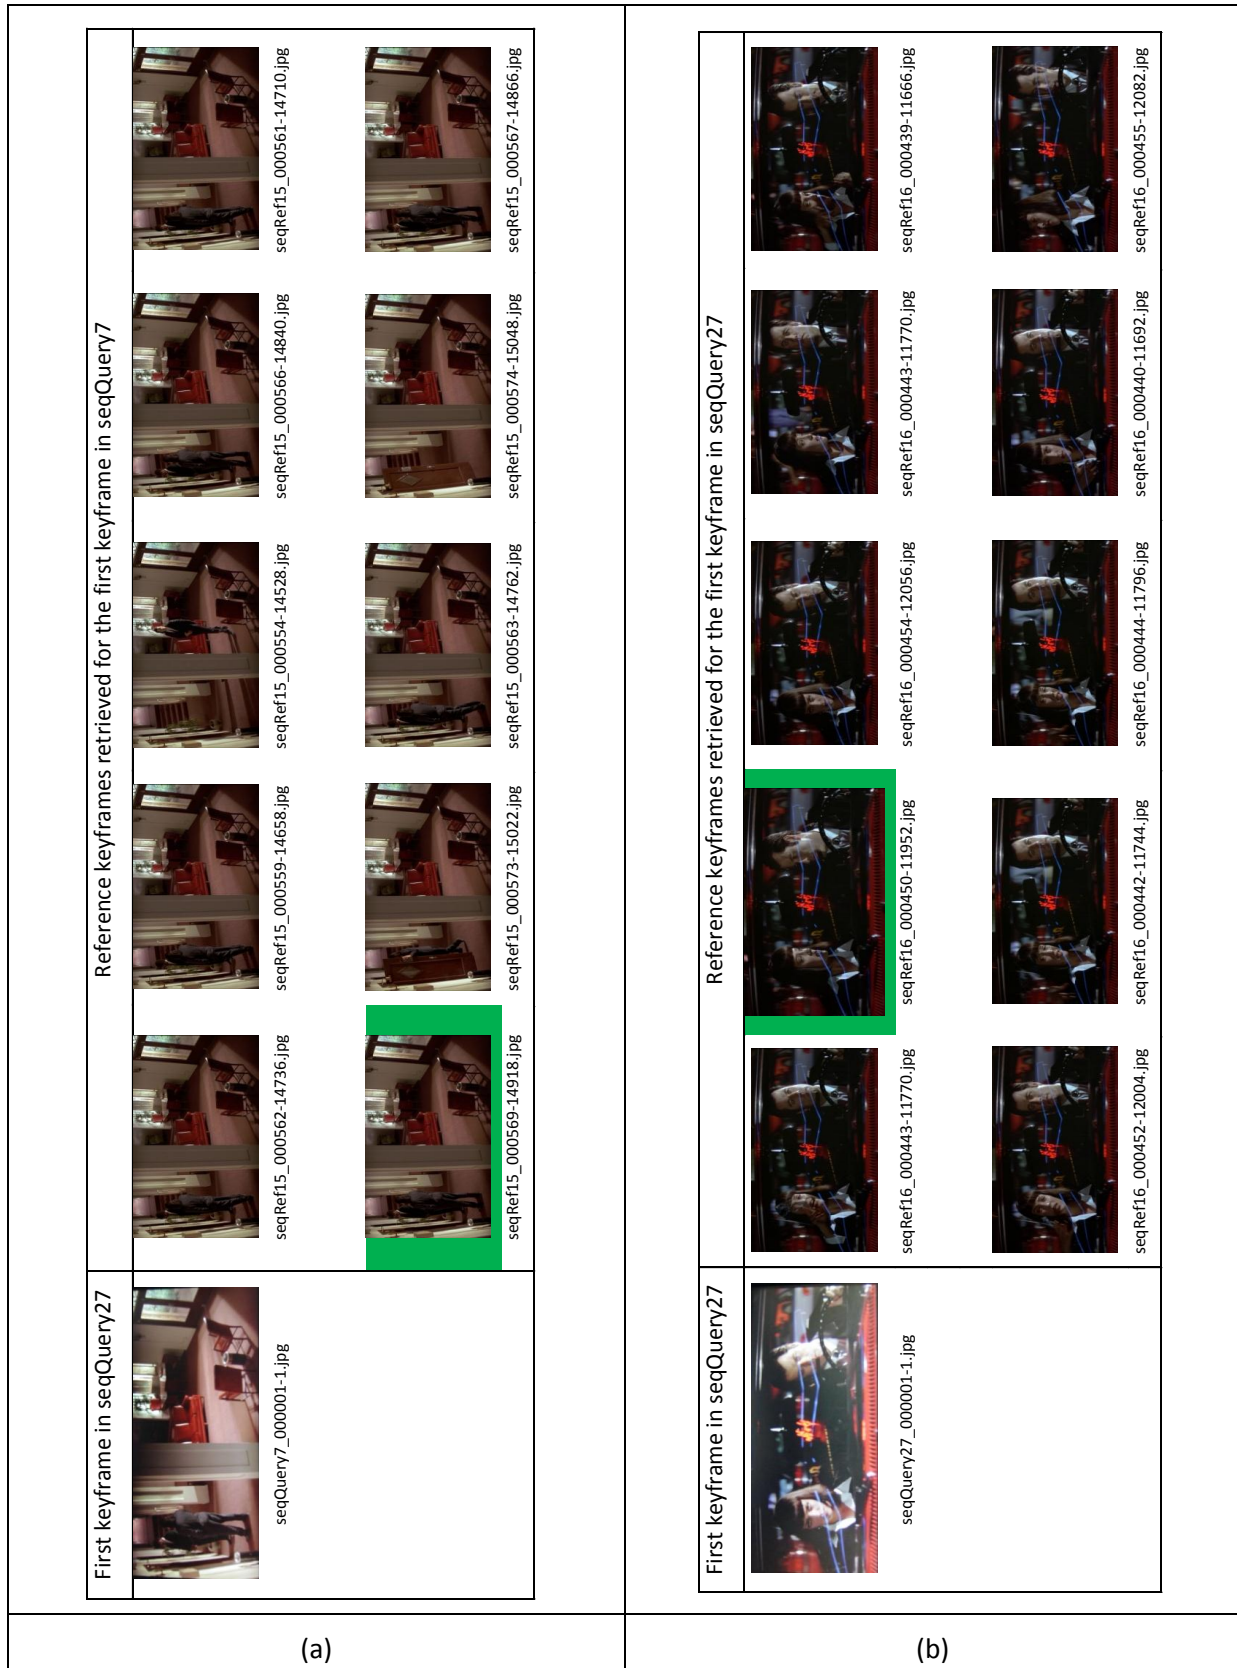 First keyframe in seqQuery27
Reference keyframes retrieved for the first keyframe in seqQuery7
seqQuery7_000001-1.jpg
seqRef15_000562-14736.jpg
seqRef15_000559-14658.jpg
seqRef15_000554-14528.jpg
seqRef15_000566-14840.jpg
seqRef15_000561-14710.jpg
seqRef15_000569-14918.jpg
seqRef15_000573-15022.jpg
seqRef15_000563-14762.jpg
seqRef15_000574-15048.jpg
seqRef15_000567-14866.jpg
(a)
First keyframe in seqQuery27
Reference keyframes retrieved for the first keyframe in seqQuery27
seqQuery27_000001-1.jpg
seqRef16_000443-11770.jpg
seqRef16_000450-11952.jpg
seqRef16_000454-12056.jpg
seqRef16_000443-11770.jpg
seqRef16_000439-11666.jpg
seqRef16_000452-12004.jpg
seqRef16_000442-11744.jpg
seqRef16_000444-11796.jpg
seqRef16_000440-11692.jpg
seqRef16_000455-12082.jpg
(b)